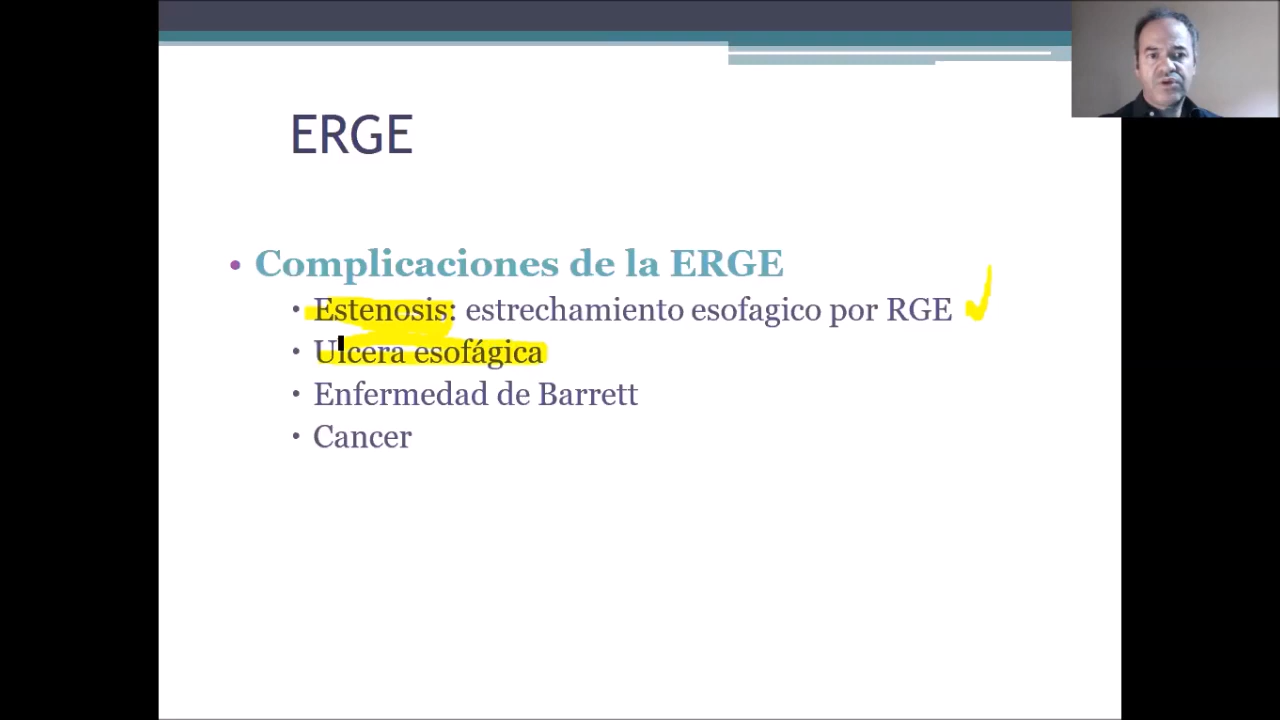 ERGE
• Complicaciones de la ERGE
• Estenosis: estrechamiento esofagico por RGE
• Ulcera esofágica
• Enfermedad de Barrett
• Cancer